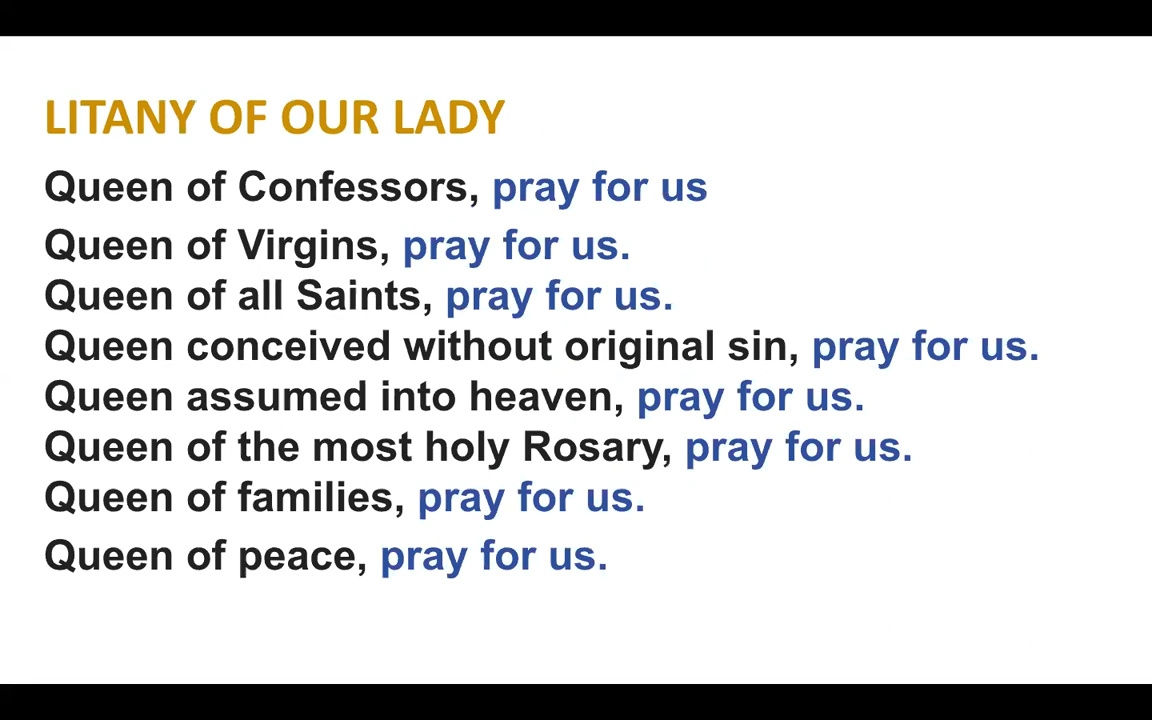 LITANY OF OUR LADY
Queen of Confessors, pray for us
Queen of Virgins, pray for us.
Queen of all Saints, pray for us.
Queen conceived without original sin, pray for us.
Queen assumed into heaven, pray for us.
Queen of the most holy Rosary, pray for us.
Queen of families, pray for us.
Queen of peace, pray for us.